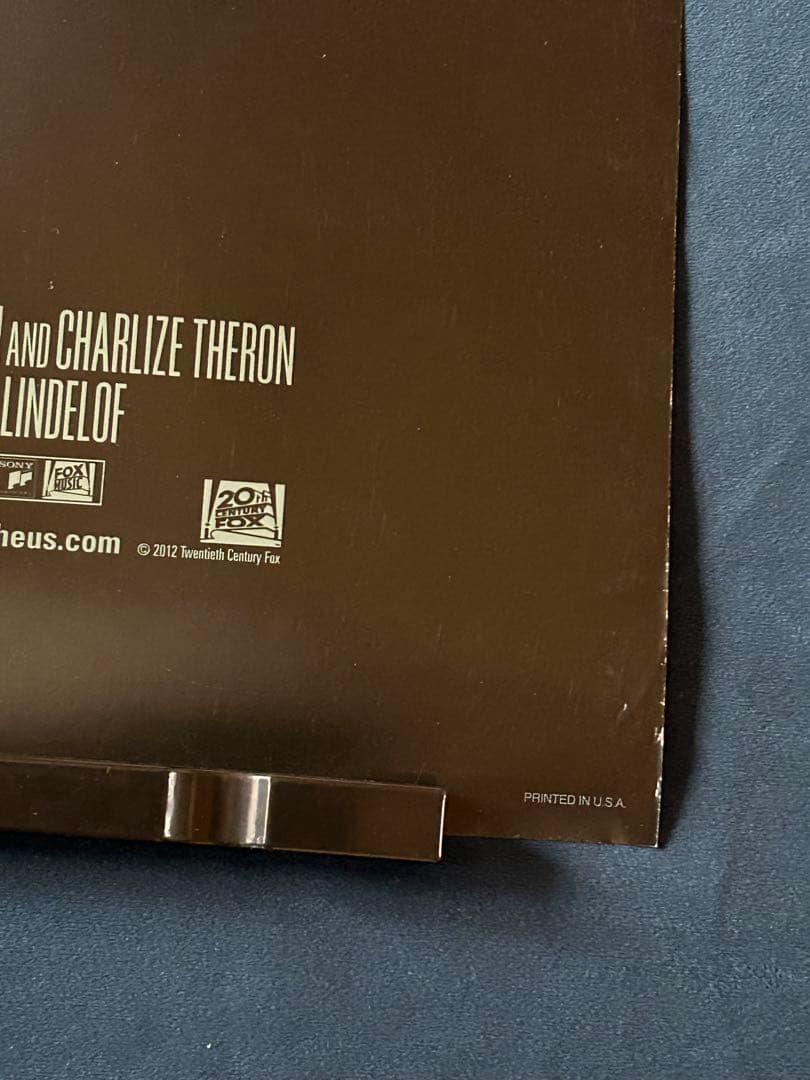 AND CHARLIZE THERON
LINDELOF
SONY
FOX
MUSIC
20TH
CENTURY
FOX
heus.com
© 2012 Twentieth Century Fox
PRINTED IN U.S.A.